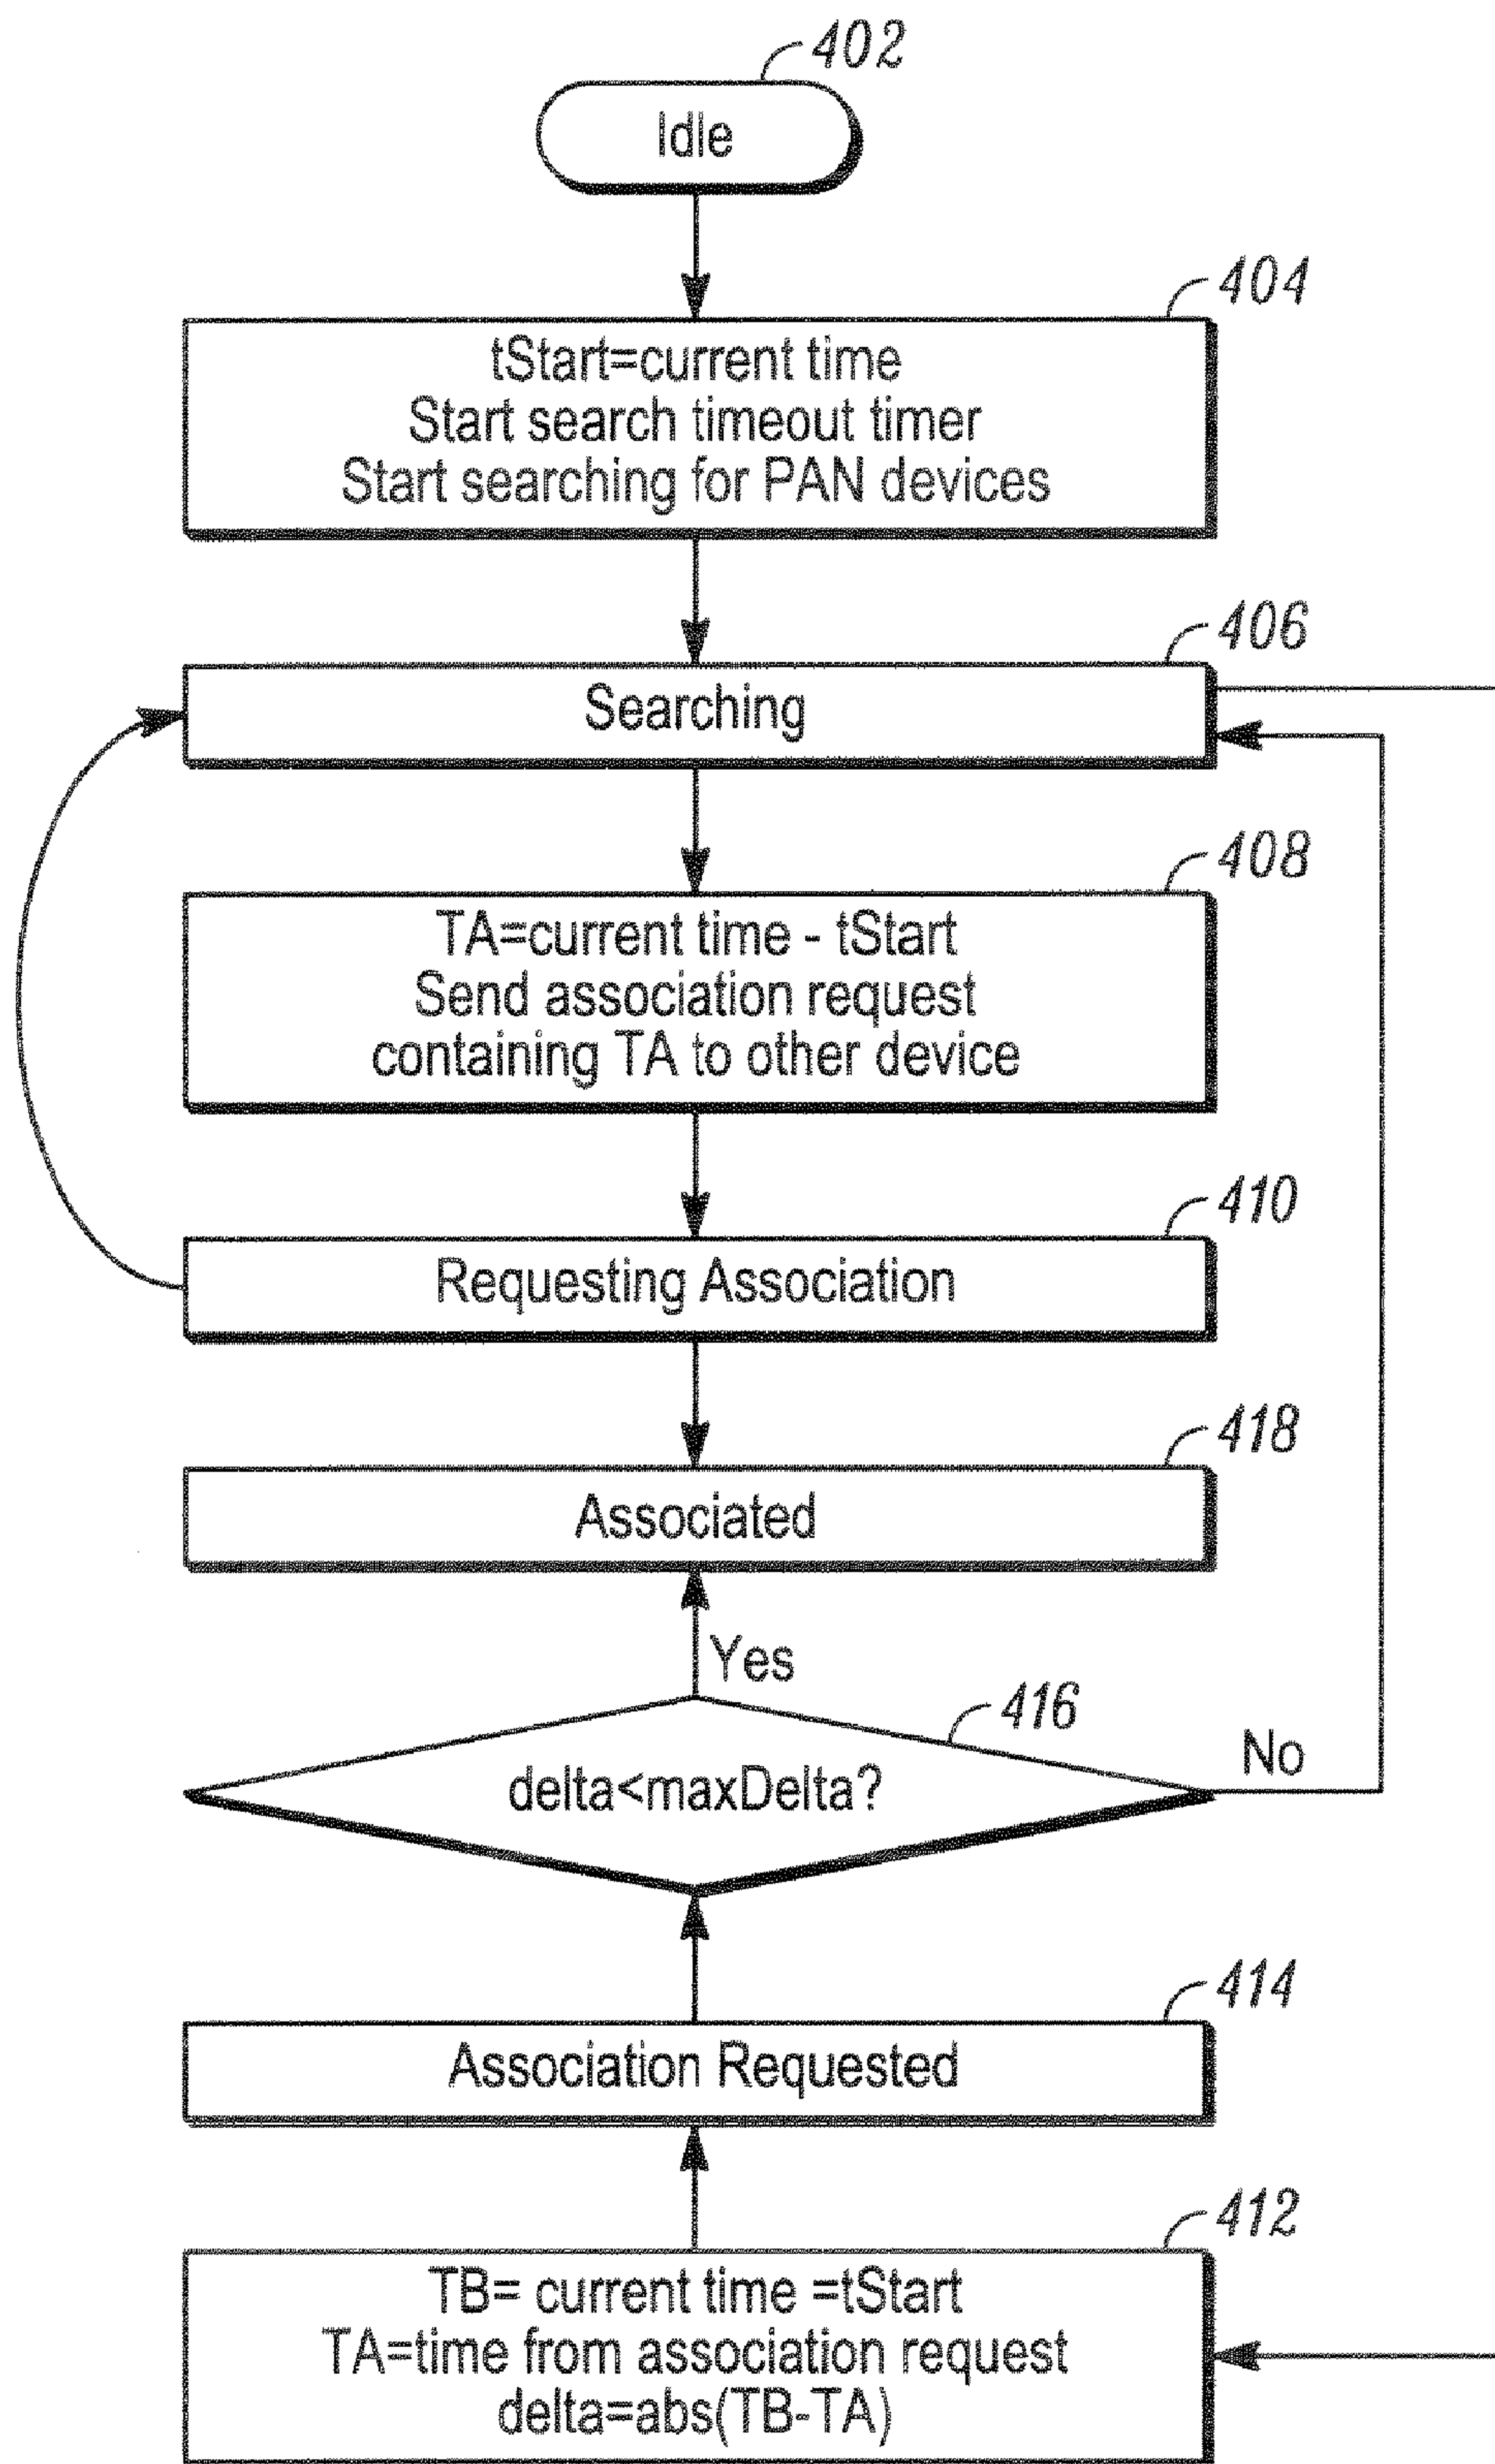 402
Idle
404
tStart=current time
Start search timeout timer
Start searching for PAN devices
406
Searching
408
TA=current time - tStart
Send association request
containing TA to other device
410
Requesting Association
418
Associated
Yes
416
delta<maxDelta?
No
414
Association Requested
412
TB= current time =tStart
TA=time from association request
delta=abs(TB-TA)